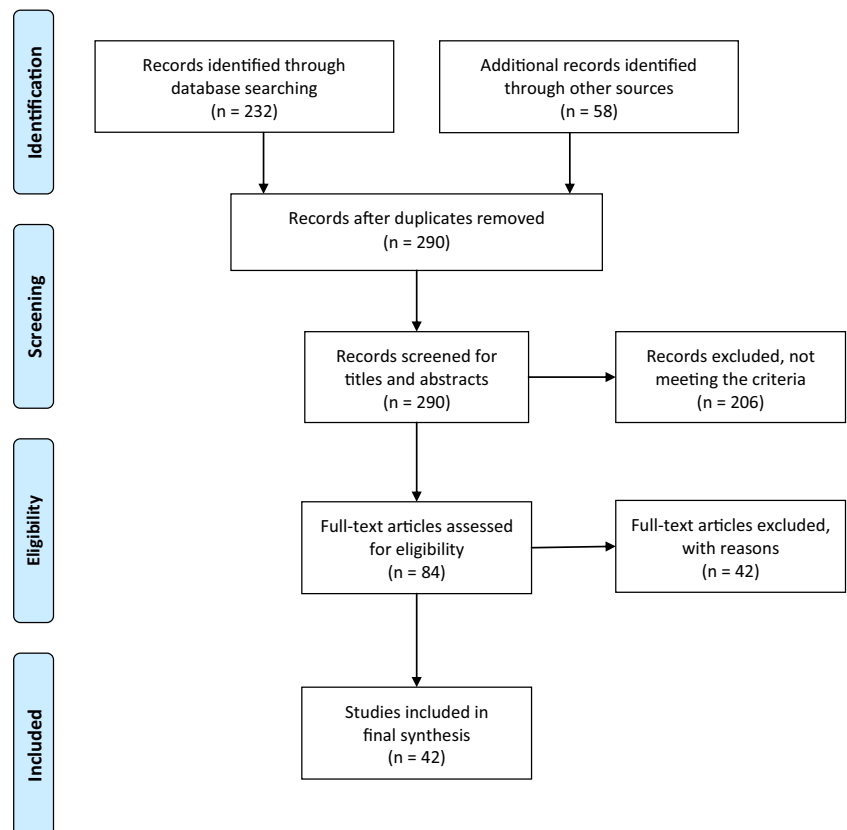 Identification
Records identified through
database searching
(n = 232)
Additional records identified
through other sources
(n = 58)
Records after duplicates removed
(n = 290)
Screening
Records screened for
titles and abstracts
(n = 290)
Records excluded, not
meeting the criteria
(n = 206)
Eligibility
Full-text articles assessed
for eligibility
(n = 84)
Full-text articles excluded,
with reasons
(n = 42)
Included
Studies included in
final synthesis
(n = 42)